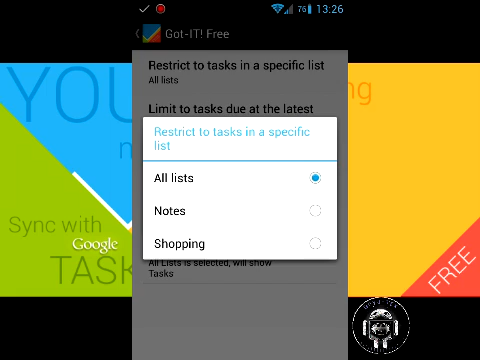 76 13:26
Got-IT! Free
Restrict to tasks in a specific list
All lists
Limit to tasks due at the latest
Restrict to tasks in a specific
list
All lists
Notes
Shopping
All Lists is selected, will show
Tasks
YOU
Sync with
Google
TASK
FREE